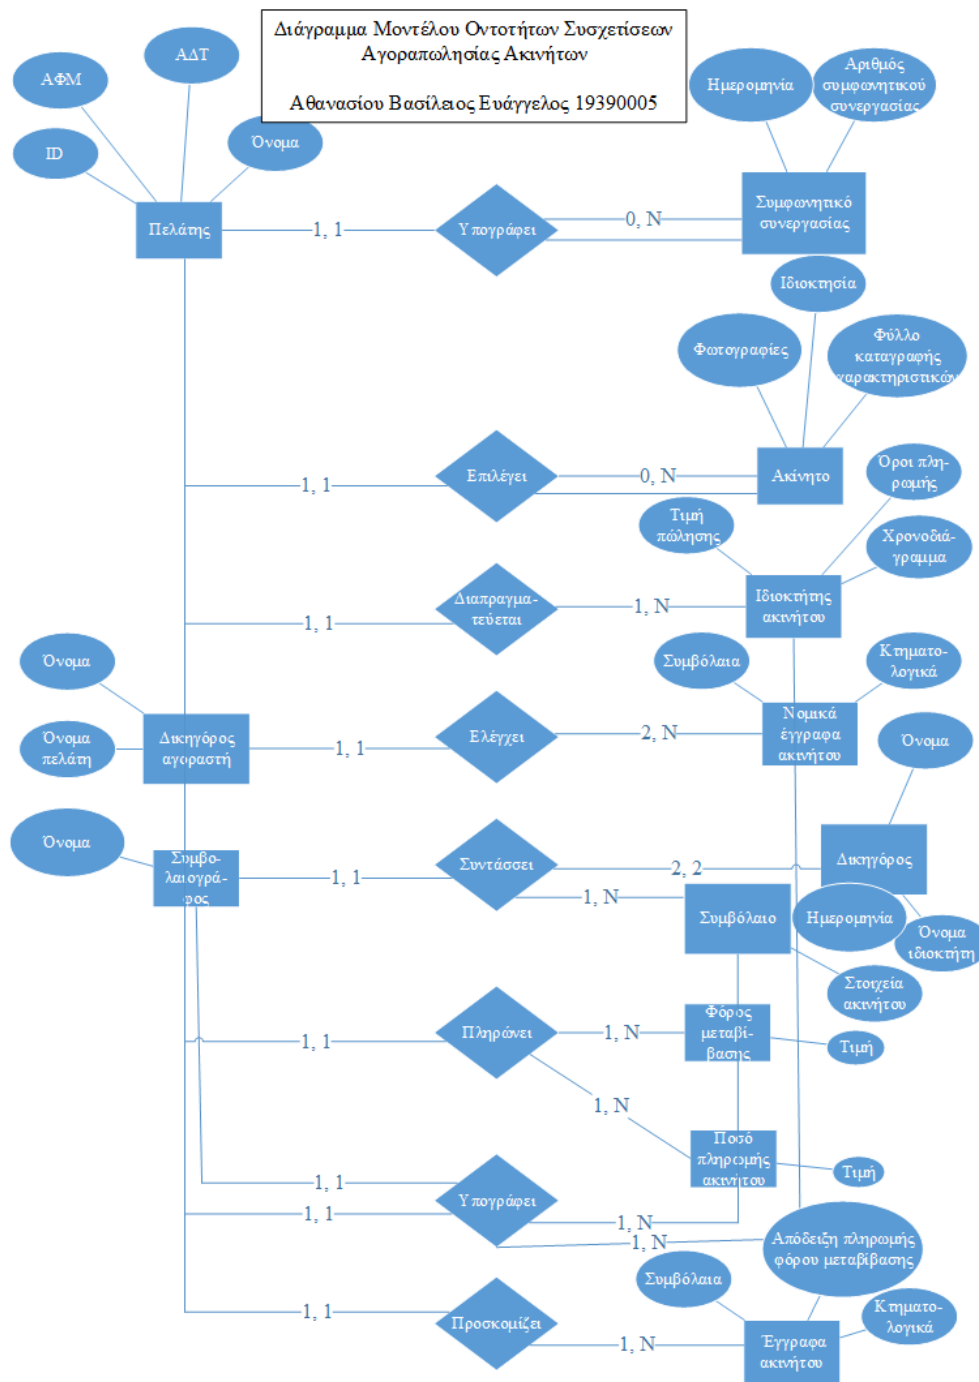 Διάγραμμα Μοντέλου Οντοτήτων Συσχετίσεων
Αγοραπωλησίας Ακινήτων
Αθανασίου Βασίλειος Ευάγγελος 19390005
ΑΦΜ
ΑΔΤ
ID
Όνομα
Ημερομηνία
Αριθμός
συμφωνητικού
συνεργασίας
Πελάτης
1, 1
Υπογράφει
0, N
Συμφωνητικό
συνεργασίας
Ιδιοκτησία
Φωτογραφίες
Φύλλο
καταγραφής
χαρακτηριστικών
1, 1
Επιλέγει
0, N
Ακίνητο
Όροι πλη-
ρωμής
Τιμή
πώλησης
Χρονοδιά-
γραμμα
1, 1
Διαπραγμα-
τεύεται
1, N
Ιδιοκτήτης
ακινήτου
Συμβόλαια
Κτηματο-
λογικά
Όνομα
Όνομα
πελάτη
Δικηγόρος
αγοραστή
1, 1
Ελέγχει
2, N
Νομικά
έγγραφα
ακινήτου
Όνομα
Όνομα
Συμβο-
λαιογρά-
φος
1, 1
Συντάσσει
2, 2
Δικηγόρος
1, N
Συμβόλαιο
Ημερομηνία
Όνομα
ιδιοκτήτη
Στοιχεία
ακινήτου
1, 1
Πληρώνει
1, N
Φόρος
μεταβί-
βασης
Τιμή
1, N
Ποσό
πληρωμής
ακινήτου
Τιμή
1, 1
1, 1
Υπογράφει
1, N
1, N
Απόδειξη πληρωμής
φόρου μεταβίβασης
Συμβόλαια
Κτηματο-
λογικά
1, 1
Προσκομίζει
1, N
Έγγραφα
ακινήτου